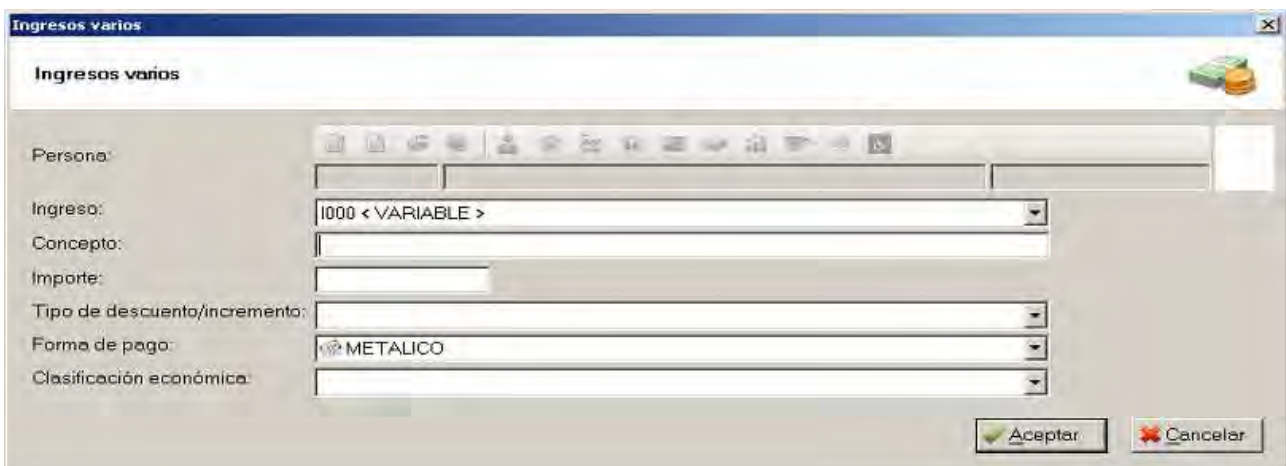 Ingresos varios
Ingresos varios
Persona:
Ingreso:
I000 < VARIABLE >
Concepto:
Importe:
Tipo de descuento/incremento:
Forma de pago:
METALICO
Clasificación económica:
Aceptar
Cancelar